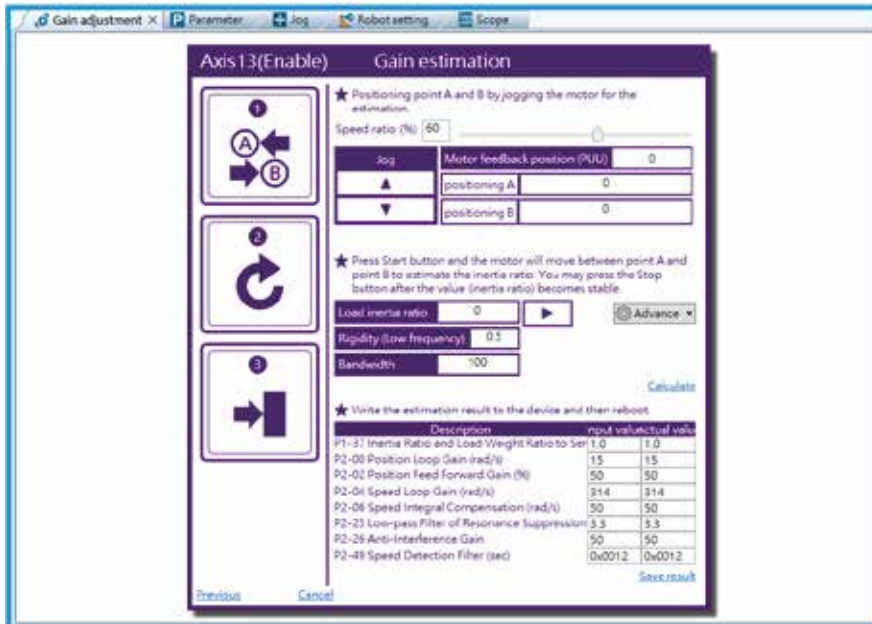 Gain adjustment × P Parameter Jog Robot setting Scope
Axis13(Enable) Gain estimation
1
A
B
2
3
★ Positioning point A and B by jogging the motor for the
estimation.
Speed ratio (%) 60
Jog Motor feedback position (PUU) 0
▲ positioning A 0
▼ positioning B 0
★ Press Start button and the motor will move between point A and
point B to estimate the inertia ratio. You may press the Stop
button after the value (inertia ratio) becomes stable.
Load inertia ratio 0 ▶ Advance ▾
Rigidity (Low frequency) 0.5
Bandwidth 100
Calculate
★ Write the estimation result to the device and then reboot
Description nput value ctual value
P1-37 Inertia Ratio and Load Weight Ratio to Ser 1.0 1.0
P2-00 Position Loop Gain (rad/s) 15 15
P2-02 Position Feed Forward Gain (%) 50 50
P2-04 Speed Loop Gain (rad/s) 314 314
P2-06 Speed Integral Compensation (rad/s) 50 50
P2-25 Low-pass Filter of Resonance Suppression 3.3 3.3
P2-26 Anti-Interference Gain 50 50
P2-49 Speed Detection Filter (sec) 0x0012 0x0012
Save result
Previous Cancel